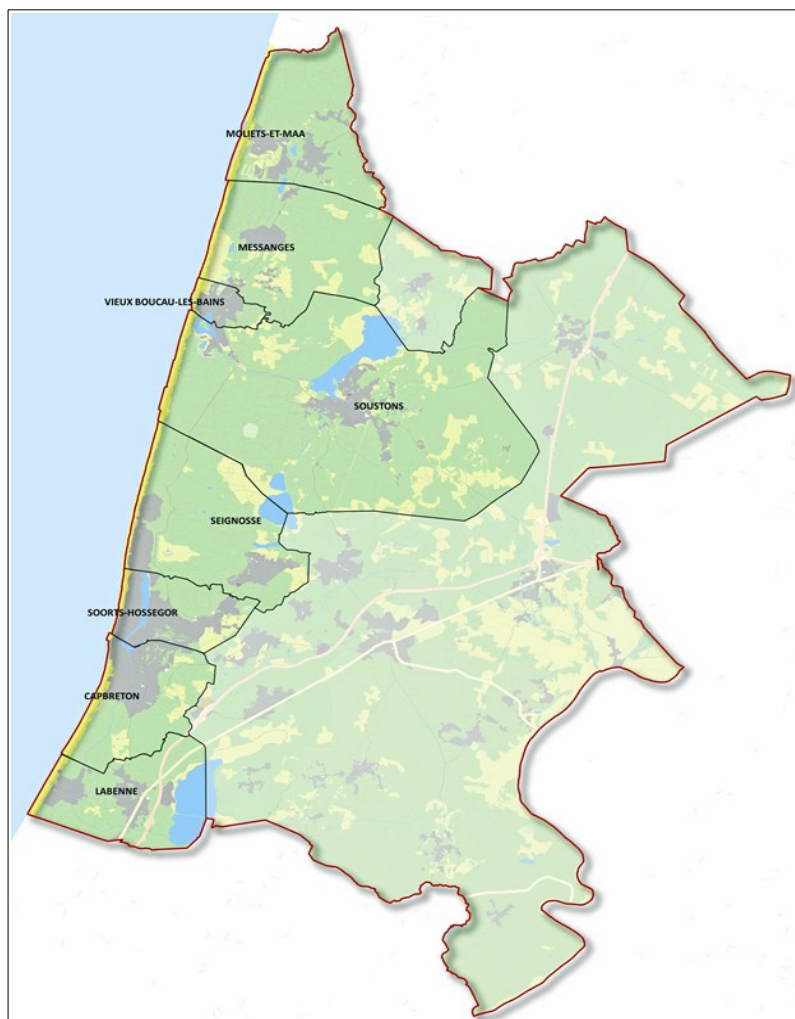 MOLIETS-ET-MAA
MESSANGES
VIEUX BOUCAU-LES-BAINS
SOUSTONS
SEIGNOSSE
SOORTS-HOSSEGOR
CAPBRETON
LABENNE